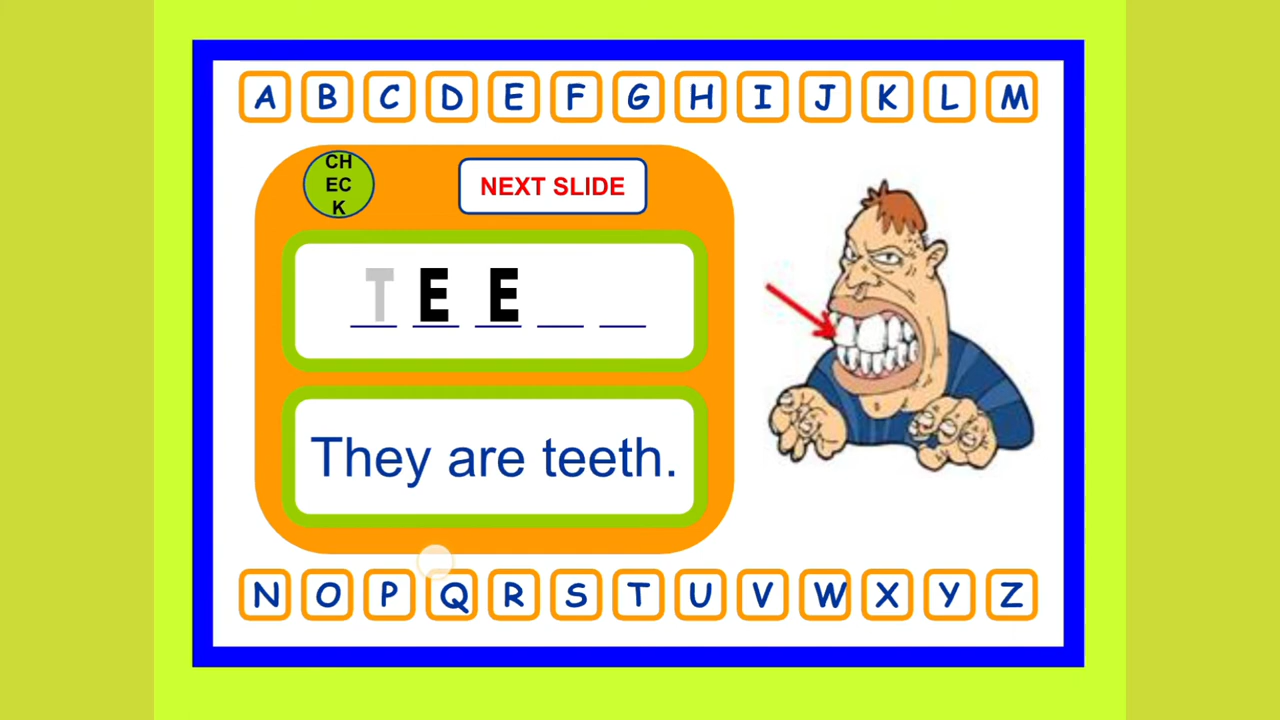 A B C D E F G H I J K L M
CH
EC
K
NEXT SLIDE
T E E _ _
They are teeth.
N O P Q R S T U V W X Y Z